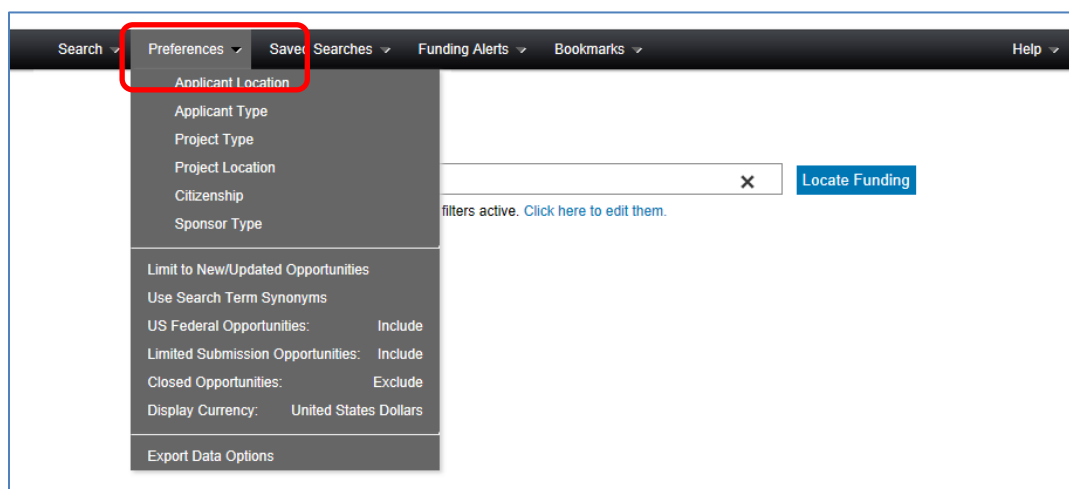 Search Preferences Saved Searches Funding Alerts Bookmarks Help
Applicant Location
Applicant Type
Project Type
Project Location
Citizenship
Sponsor Type
Locate Funding
filters active. Click here to edit them.
Limit to New/Updated Opportunities
Use Search Term Synonyms
US Federal Opportunities: Include
Limited Submission Opportunities: Include
Closed Opportunities: Exclude
Display Currency: United States Dollars
Export Data Options